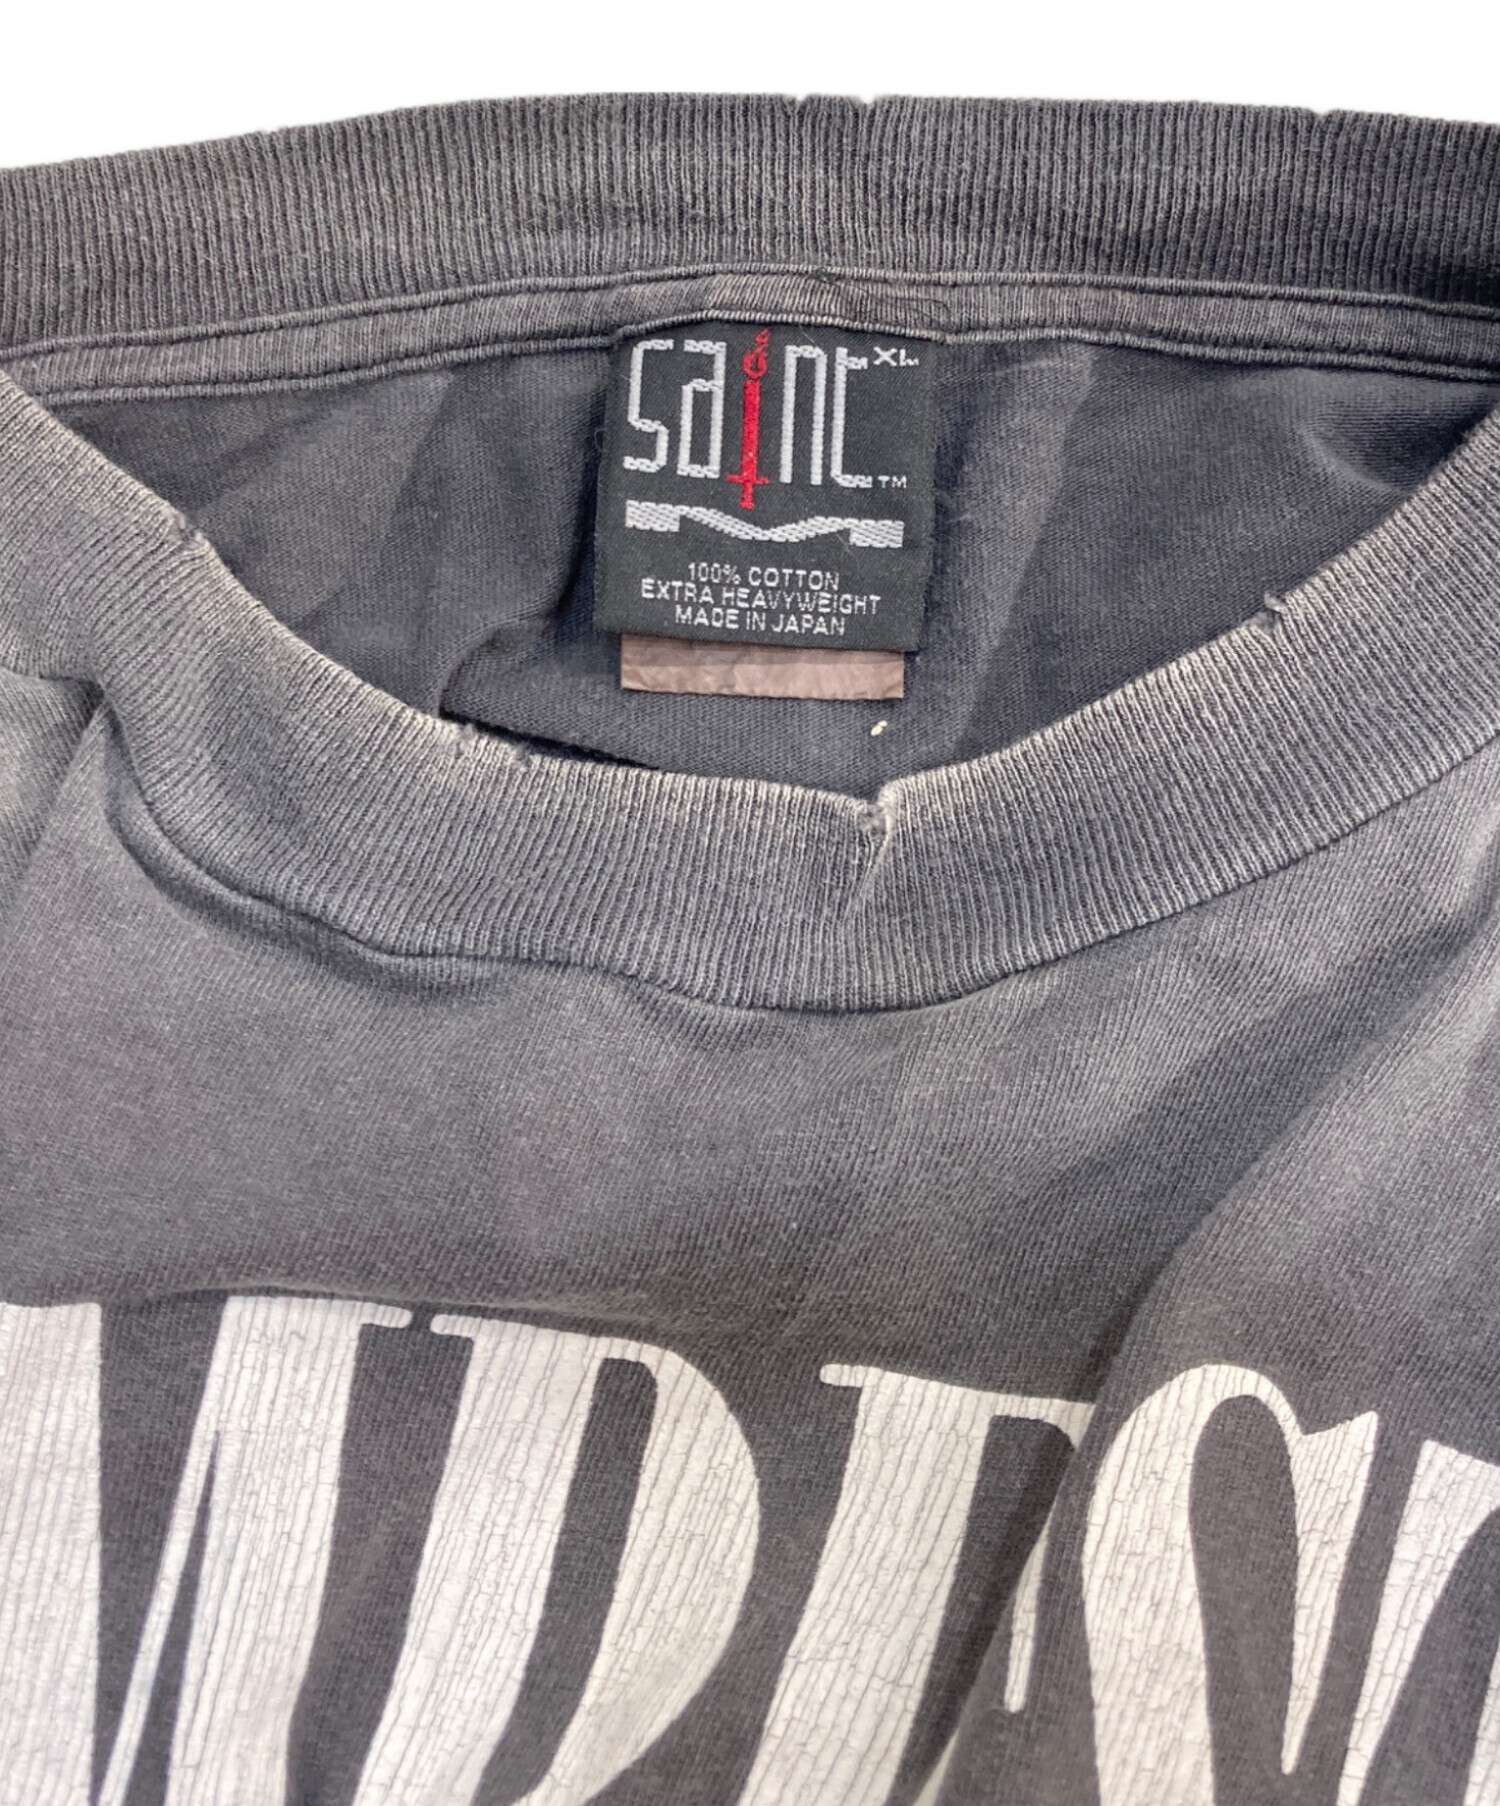 saint XL
TM
100% COTTON
EXTRA HEAVYWEIGHT
MADE IN JAPAN